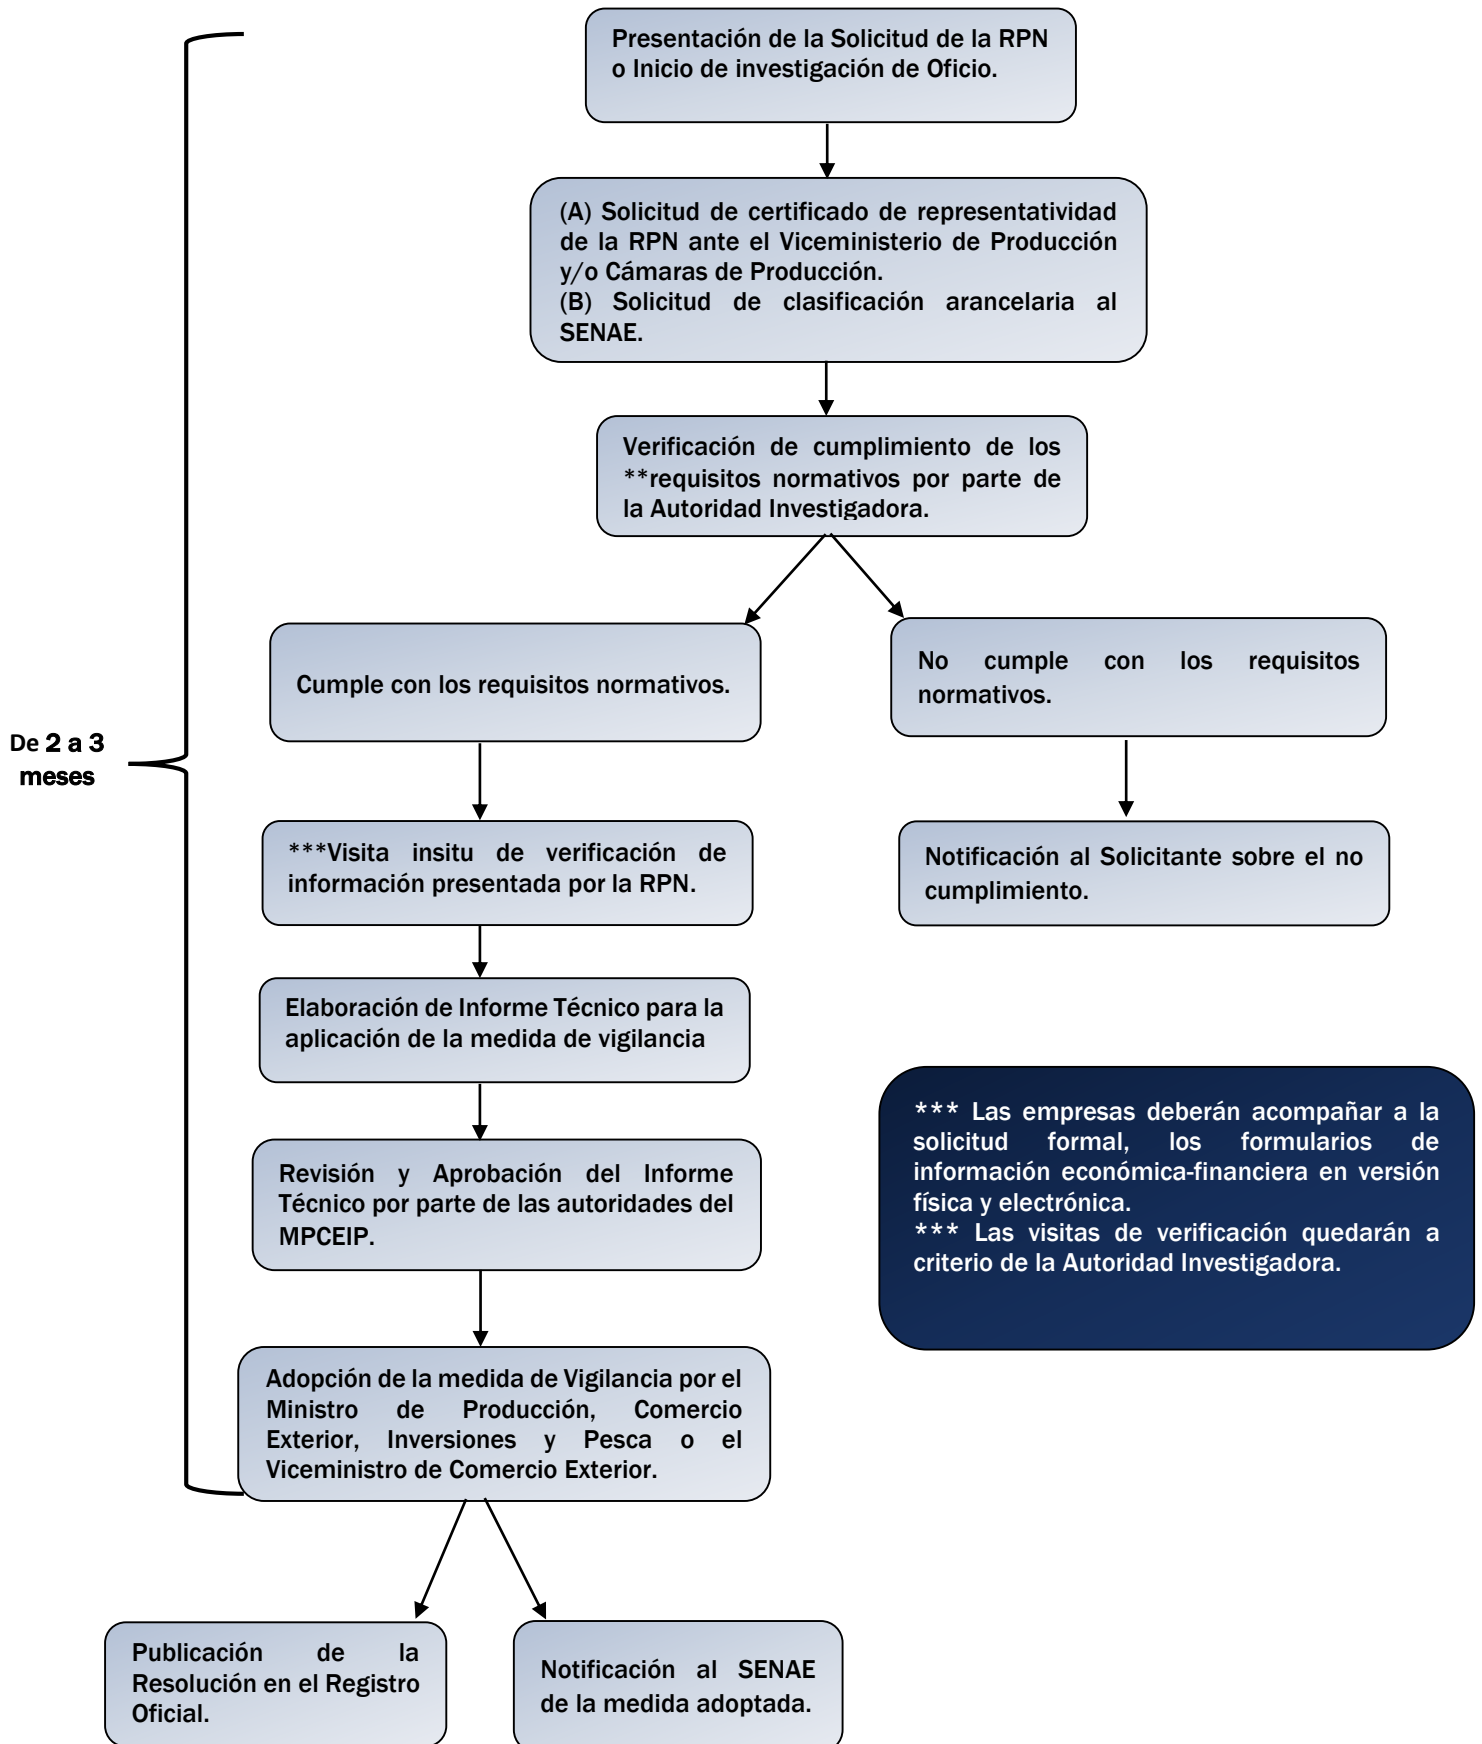 Presentación de la Solicitud de la RPN
o Inicio de investigación de Oficio.
(A) Solicitud de certificado de representatividad
de la RPN ante el Viceministerio de Producción
y/o Cámaras de Producción.
(B) Solicitud de clasificación arancelaria al
SENAE.
Verificación de cumplimiento de los
**requisitos normativos por parte de
la Autoridad Investigadora.
Cumple con los requisitos normativos.
No cumple con los requisitos
normativos.
De 2 a 3
meses
***Visita insitu de verificación de
información presentada por la RPN.
Notificación al Solicitante sobre el no
cumplimiento.
Elaboración de Informe Técnico para la
aplicación de la medida de vigilancia
*** Las empresas deberán acompañar a la
solicitud formal, los formularios de
información económica-financiera en versión
física y electrónica.
*** Las visitas de verificación quedarán a
criterio de la Autoridad Investigadora.
Revisión y Aprobación del Informe
Técnico por parte de las autoridades del
MPCEIP.
Adopción de la medida de Vigilancia por el
Ministro de Producción, Comercio
Exterior, Inversiones y Pesca o el
Viceministro de Comercio Exterior.
Publicación de la
Resolución en el Registro
Oficial.
Notificación al SENAE
de la medida adoptada.